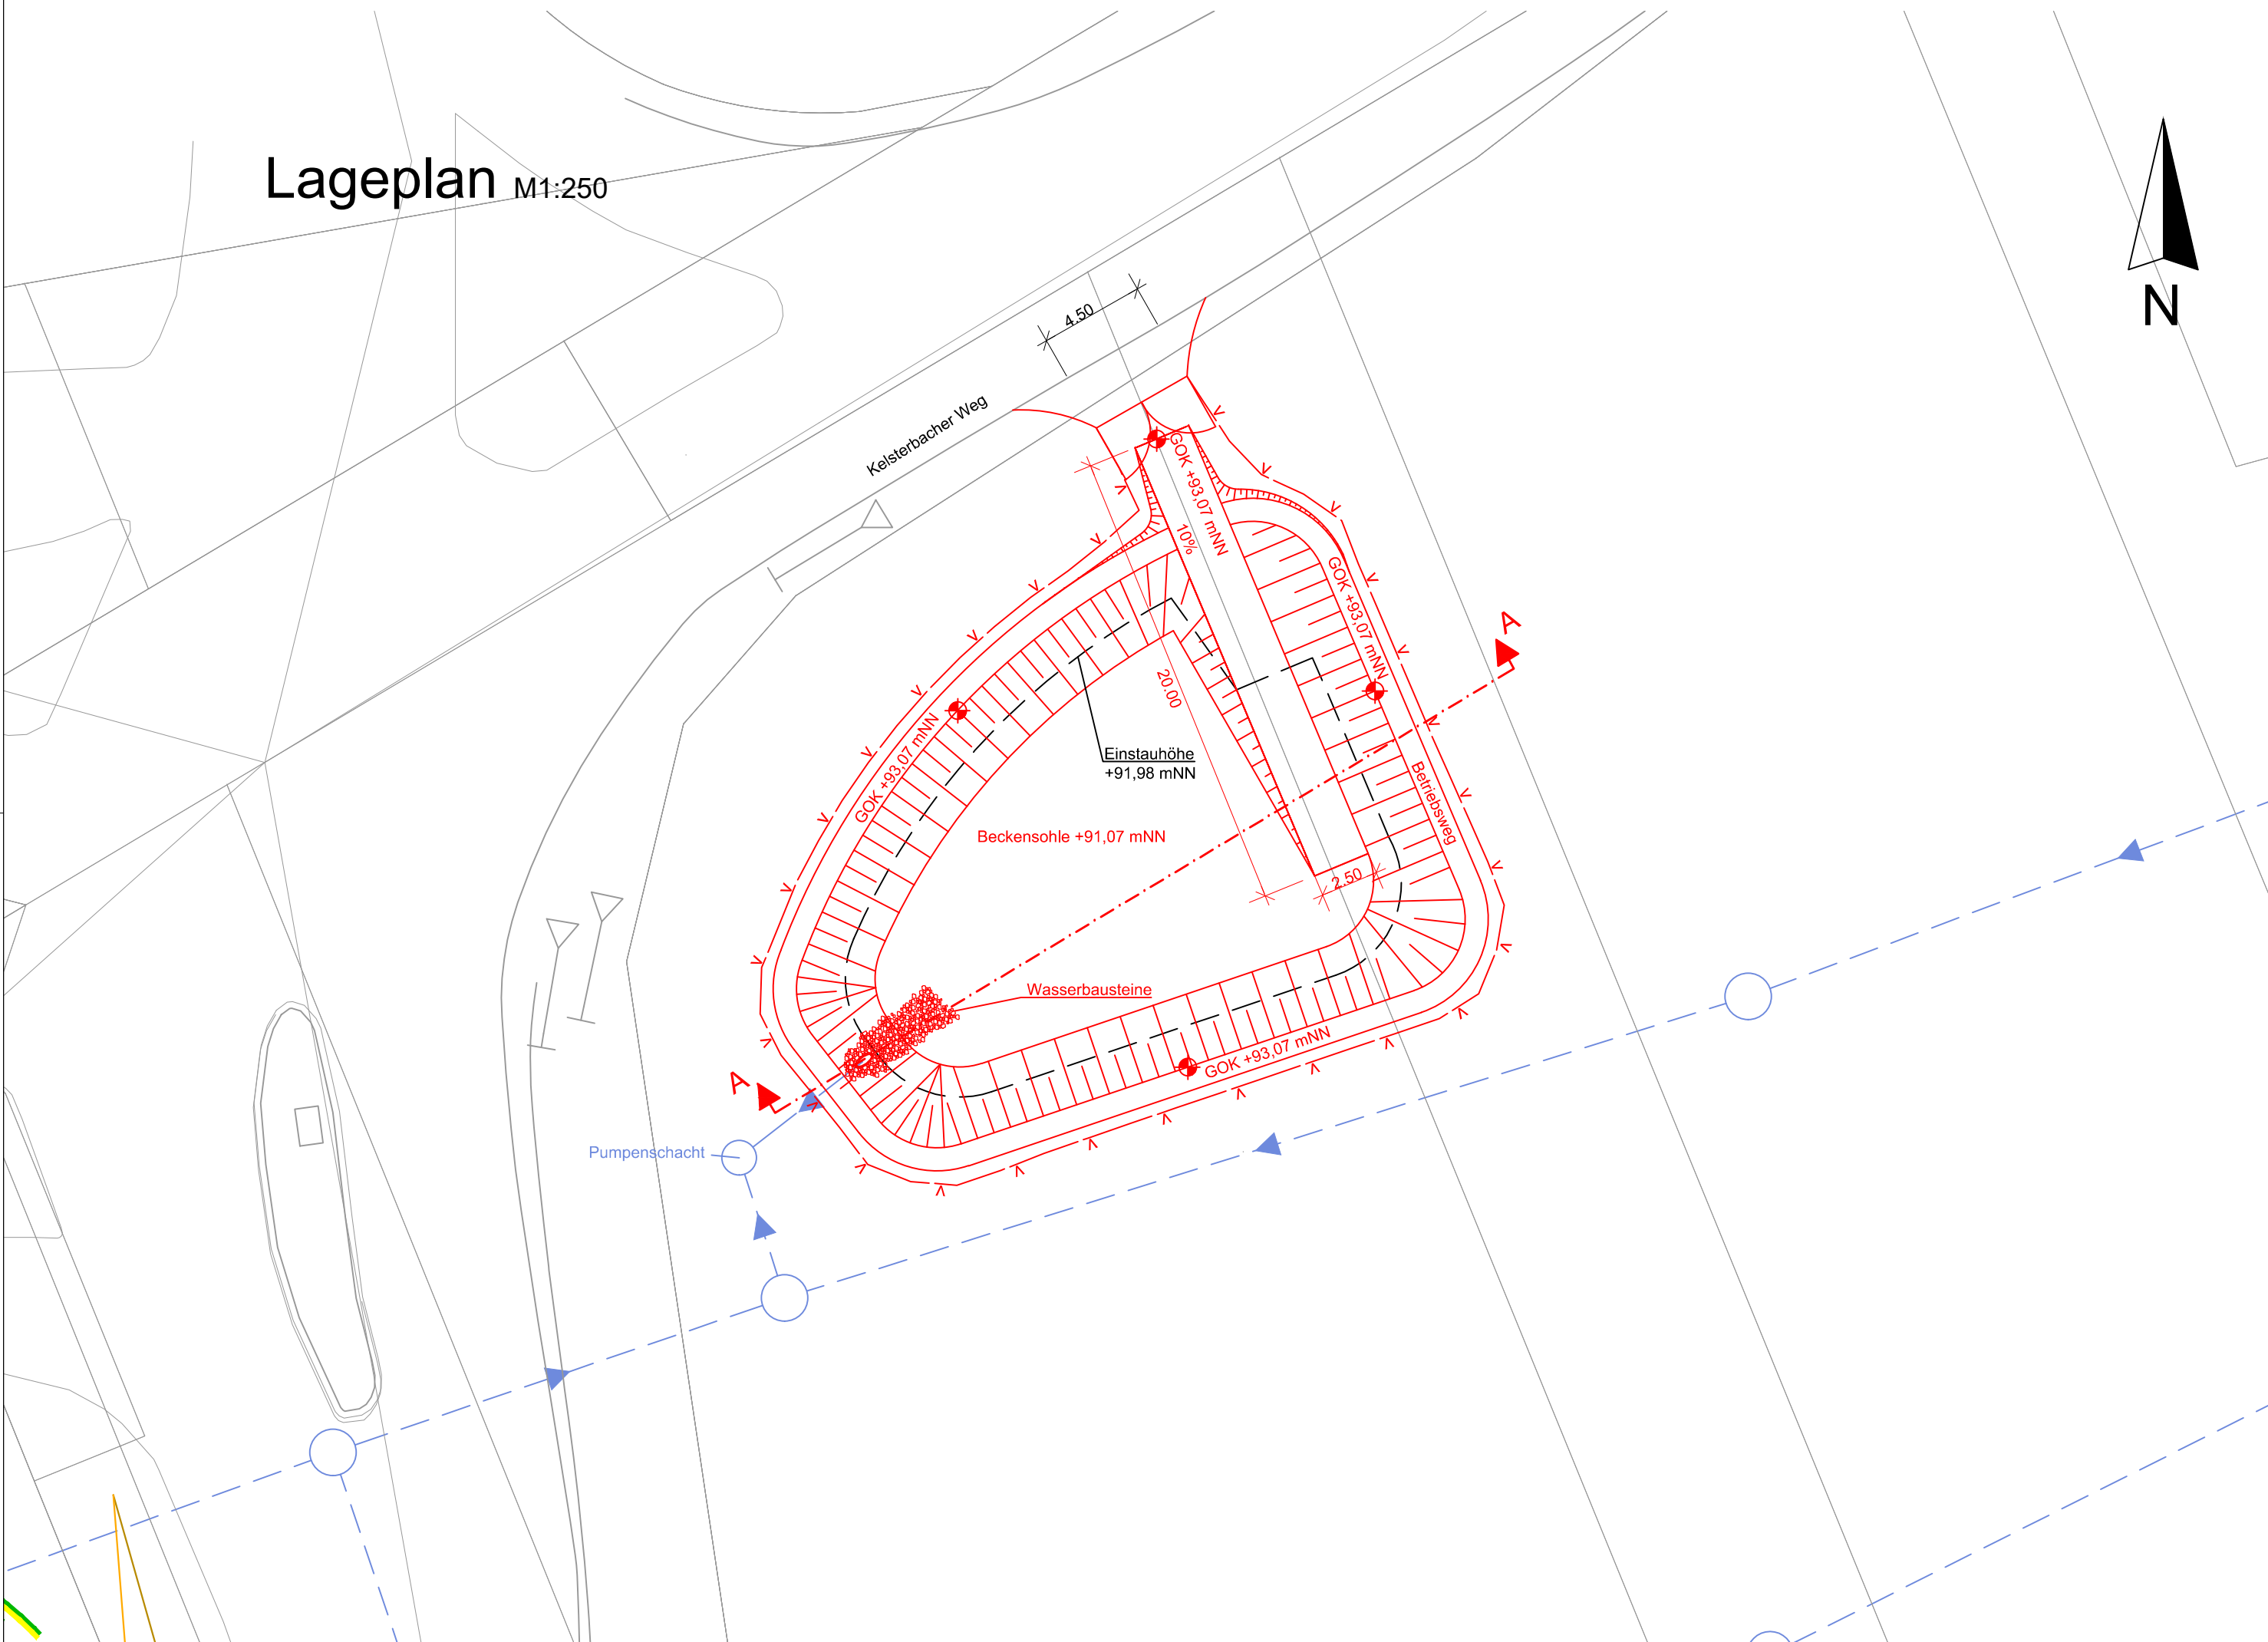 Lageplan M1:250
N
4.50
Kelsterbacher Weg
GOK +93,07 mNN
10%
GOK +93,07 mNN
A
20.00
GOK +93,07 mNN
Einstauhöhe
+91,98 mNN
Betriebsweg
Beckensohle +91,07 mNN
2.50
Wasserbausteine
GOK +93,07 mNN
A
Pumpenschacht